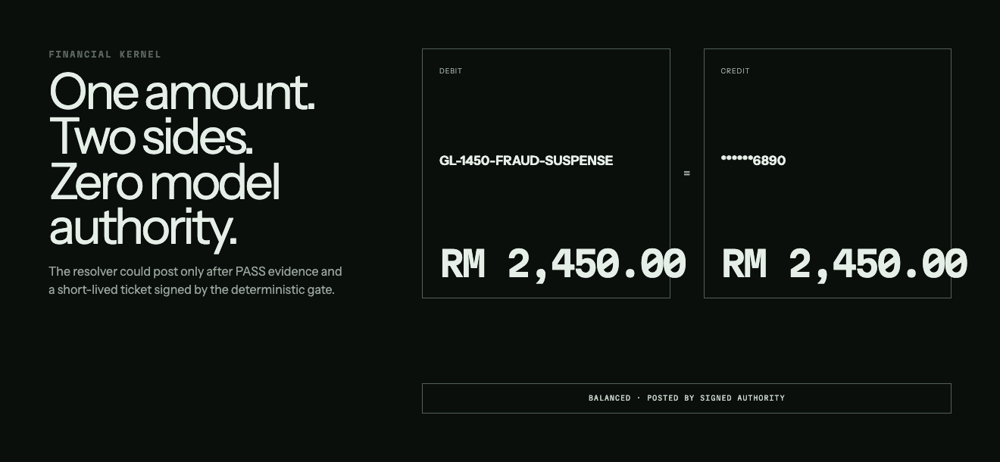 FINANCIAL KERNEL
One amount.
Two sides.
Zero model
authority.
The resolver could post only after PASS evidence and
a short-lived ticket signed by the deterministic gate.
DEBIT
GL-1450-FRAUD-SUSPENSE
RM 2,450.00
=
CREDIT
••••••6890
RM 2,450.00
BALANCED · POSTED BY SIGNED AUTHORITY